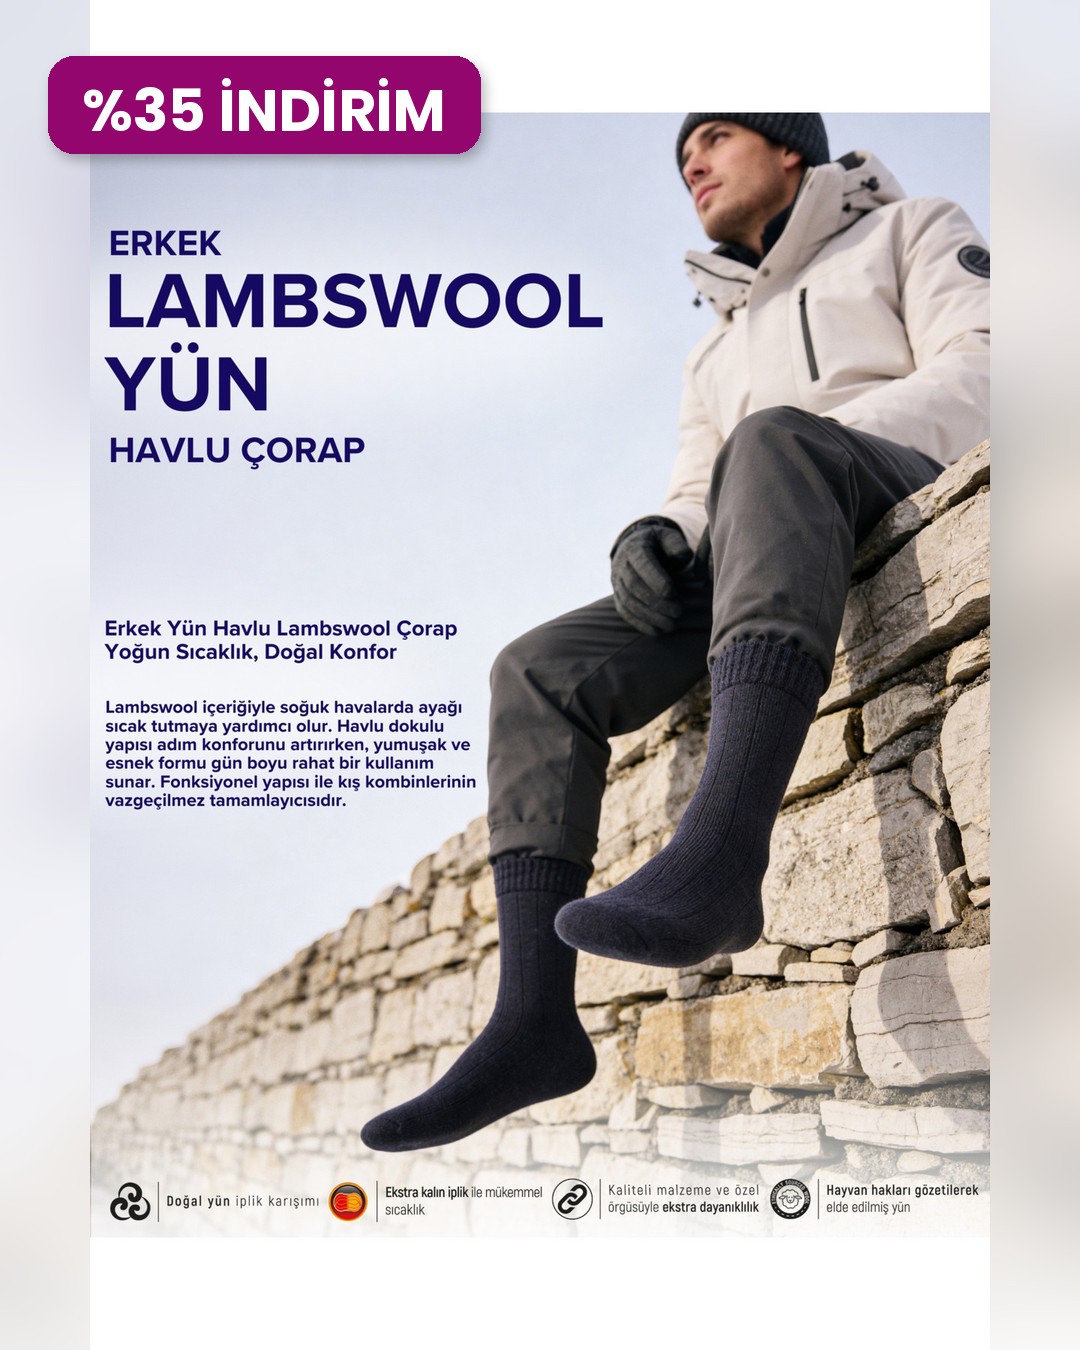 %35 İNDİRİM
ERKEK
LAMBSWOOL
YÜN
HAVLU ÇORAP
Erkek Yün Havlu Lambswool Çorap
Yoğun Sıcaklık, Doğal Konfor
Lambswool içeriğiyle soğuk havalarda ayağı
sıcak tutmaya yardımcı olur. Havlu dokulu
yapısı adım konforunu artırırken, yumuşak ve
esnek formu gün boyu rahat bir kullanım
sunar. Fonksiyonel yapısı ile kış kombinlerinin
vazgeçilmez tamamlayıcısıdır.
Doğal yün iplik karışımı
Ekstra kalın iplik ile mükemmel
sıcaklık
Kaliteli malzeme ve özel
örgüsüyle ekstra dayanıklılık
Hayvan hakları gözetilerek
elde edilmiş yün